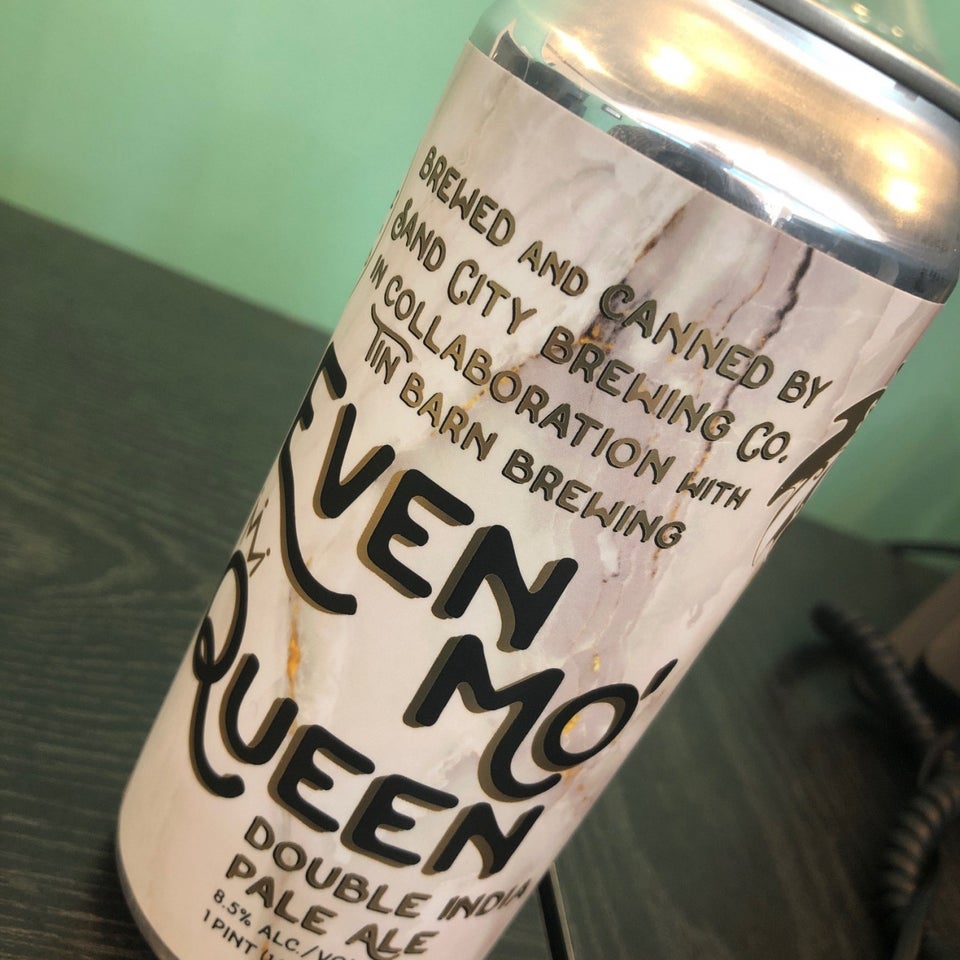 BREWED AND CANNED BY
SAND CITY BREWING CO.
IN COLLABORATION WITH
TIN BARN BREWING
EVEN
MO'
QUEEN
DOUBLE INDIA
PALE ALE
8.5% ALC./VOL
1 PINT